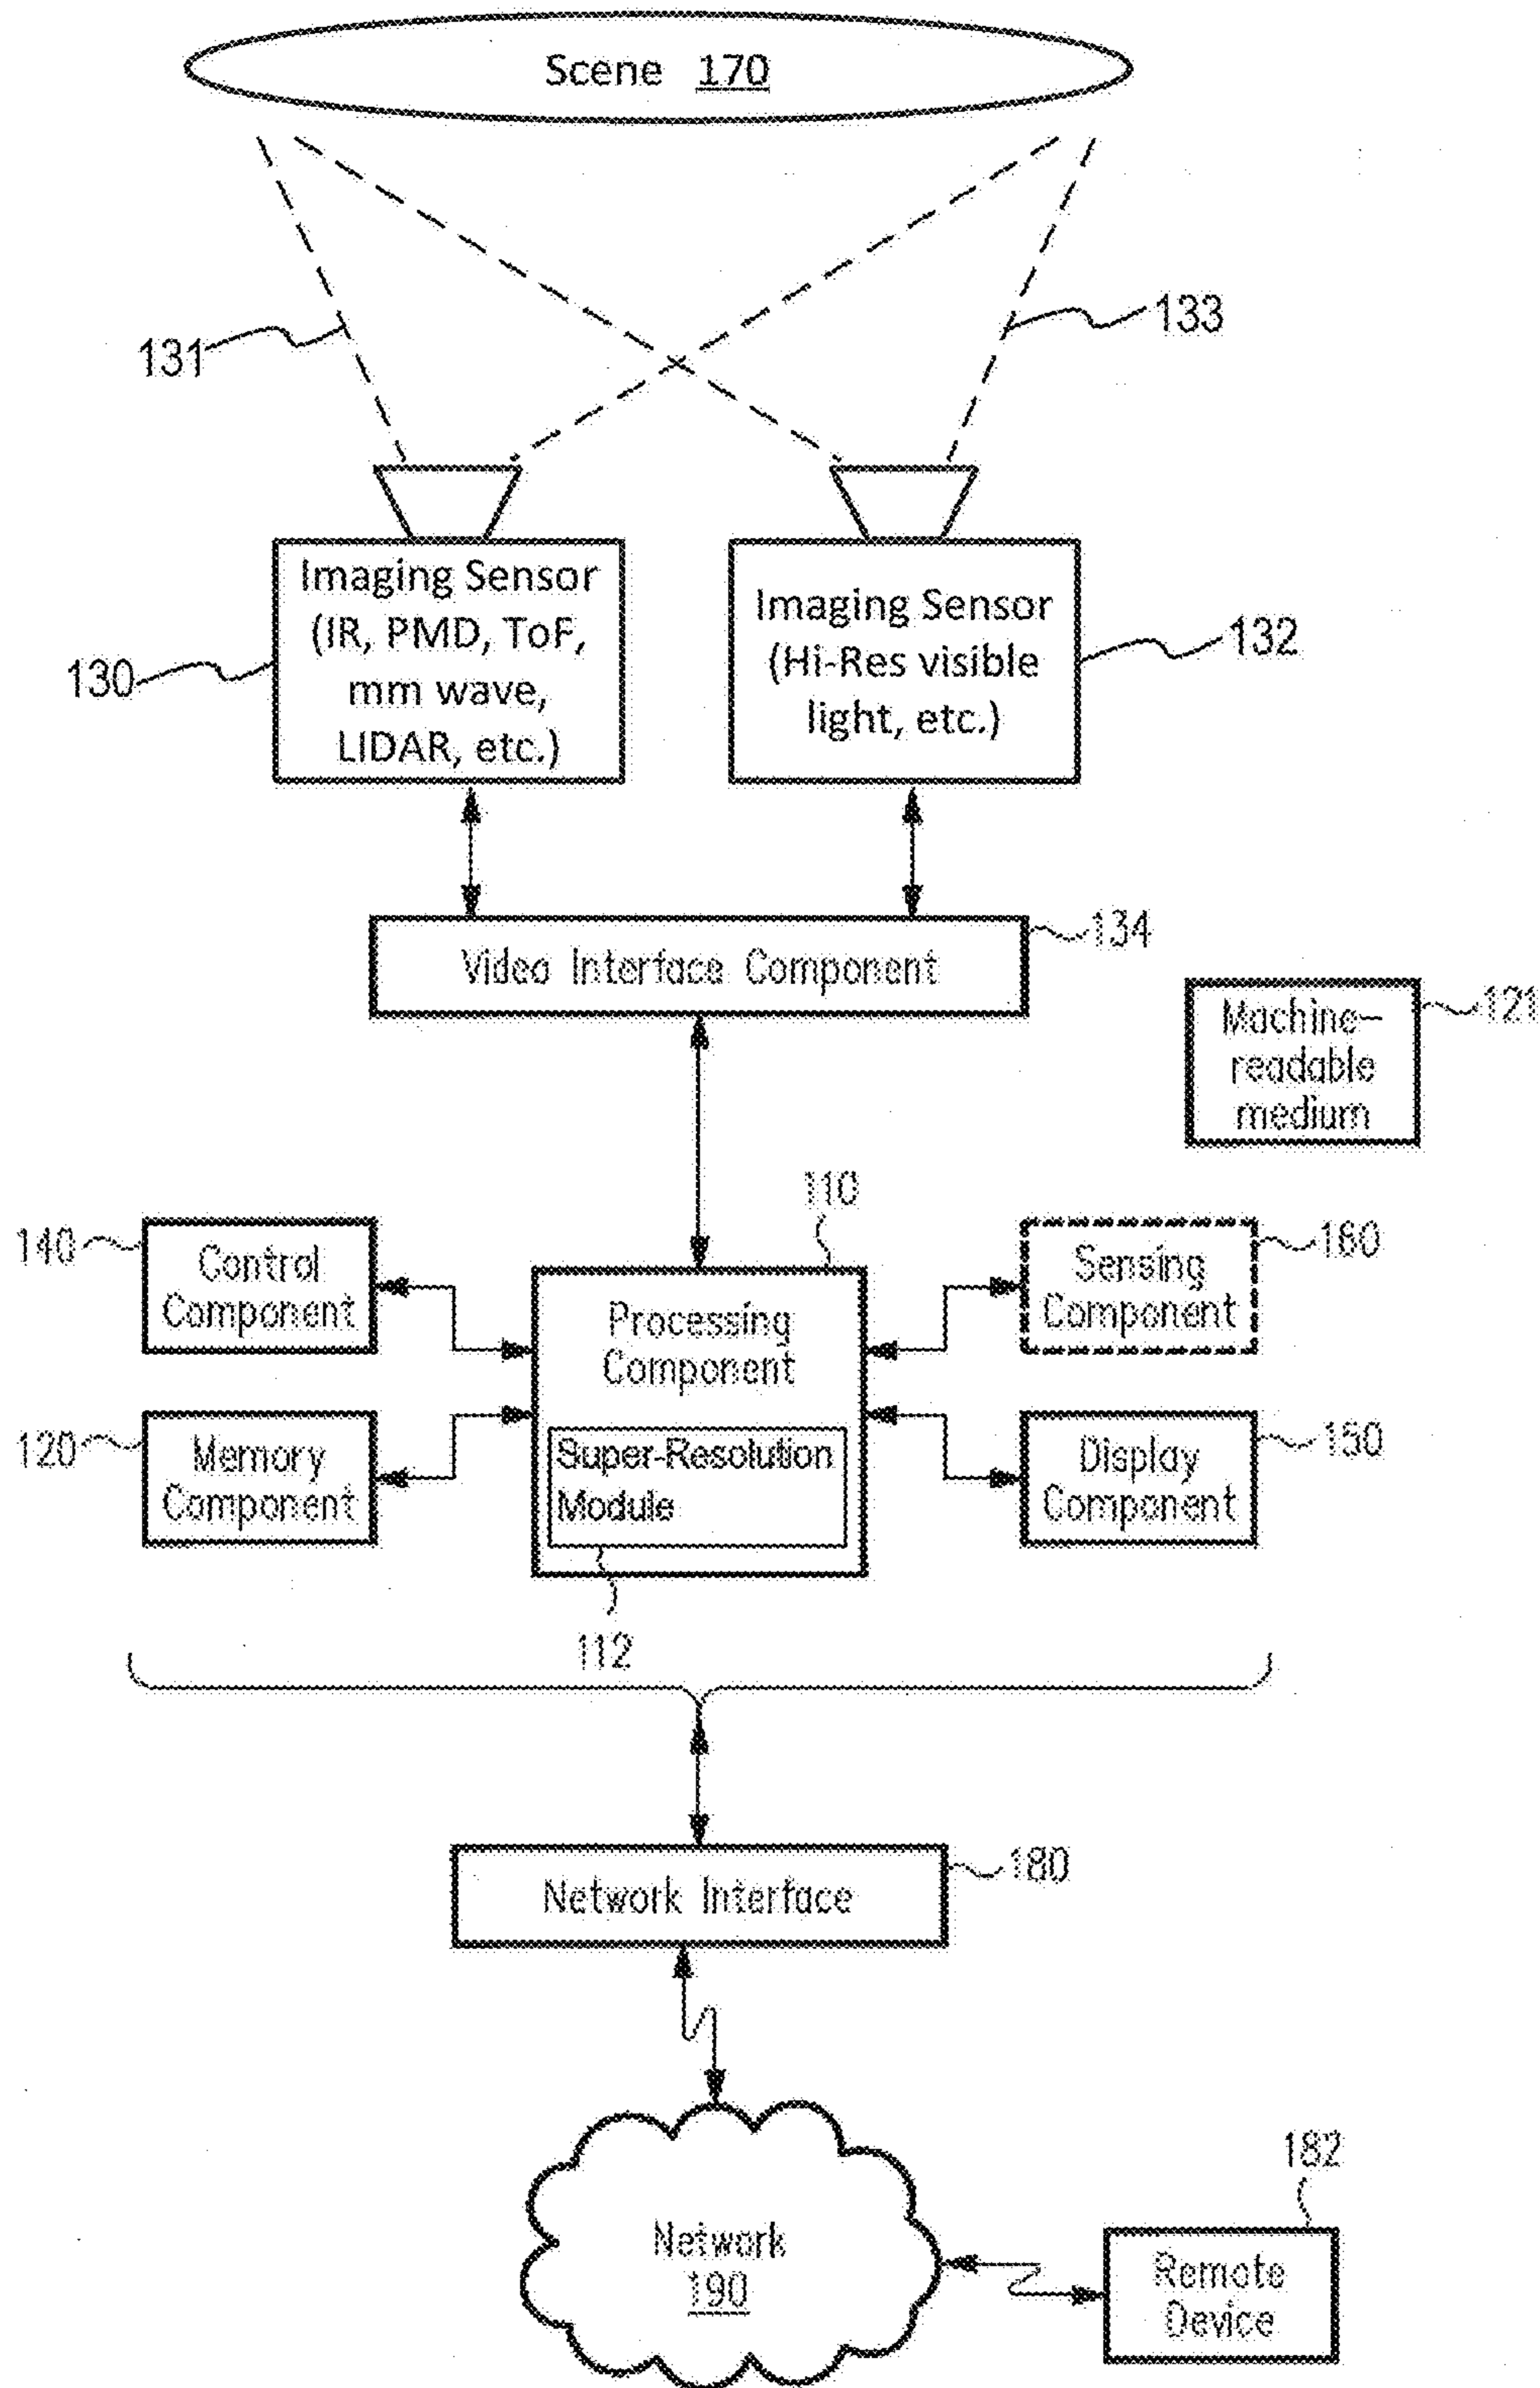 Scene 170
131
133
Imaging Sensor
(IR, PMD, ToF,
mm wave,
LIDAR, etc.)
130
Imaging Sensor
(Hi-Res visible
light, etc.)
132
Video Interface Component
134
Machine-
readable
medium
121
110
140
Control
Component
Processing
Component
Sensing
Component
160
120
Memory
Component
Super-Resolution
Module
Display
Component
150
112
Network Interface
180
Network
190
182
Remote
Device